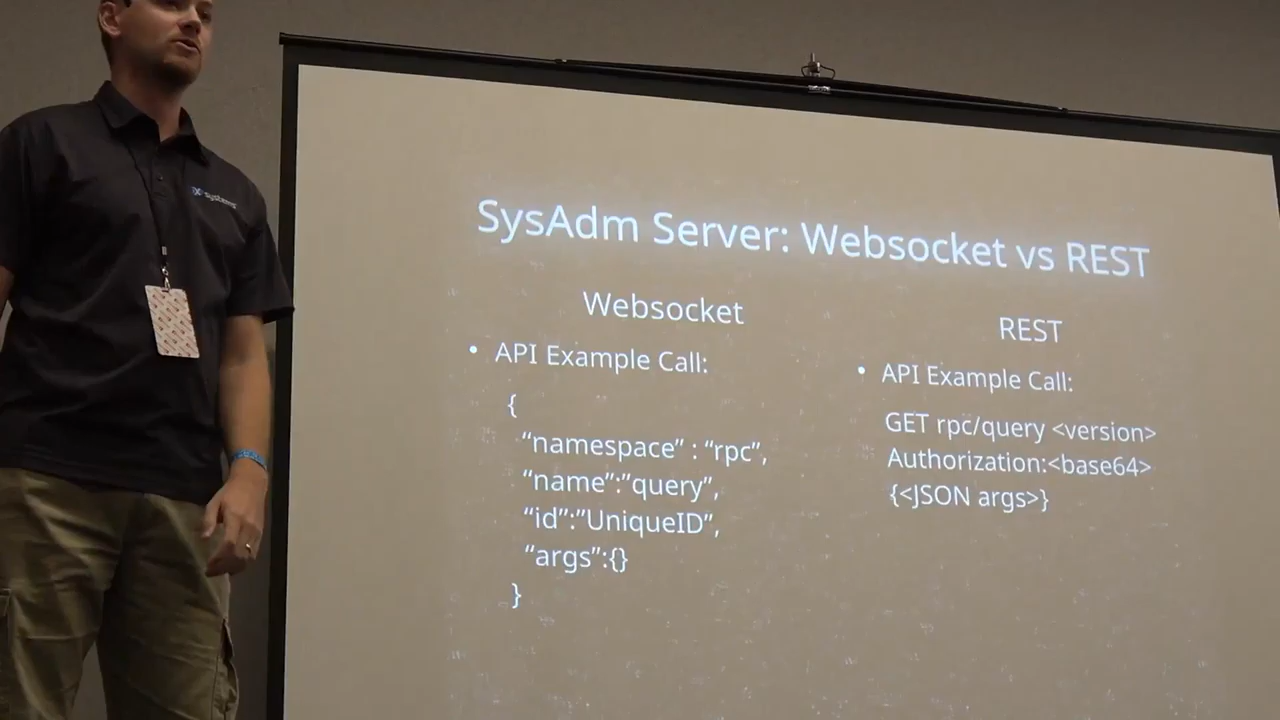 Systems
SysAdm Server: Websocket vs REST
Websocket
• API Example Call:
{
“namespace” : “rpc”,
“name”:”query”,
“id”:”UniqueID”,
“args”:{}
}
REST
• API Example Call:
GET rpc/query <version>
Authorization:<base64>
{<JSON args>}